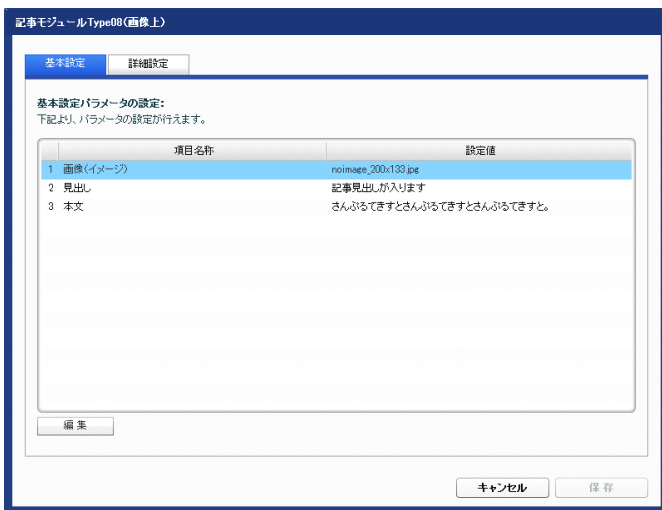 記事モジュールType08(画像上)
基本設定 詳細設定
基本設定パラメータの設定:
下記より、パラメータの設定が行えます。
項目名称 設定値
1 画像(イメージ) noimage_200x133.jpg
2 見出し 記事見出しが入ります
3 本文 さんぷるてきすとさんぷるてきすとさんぷるてきすと。
編集
キャンセル 保存